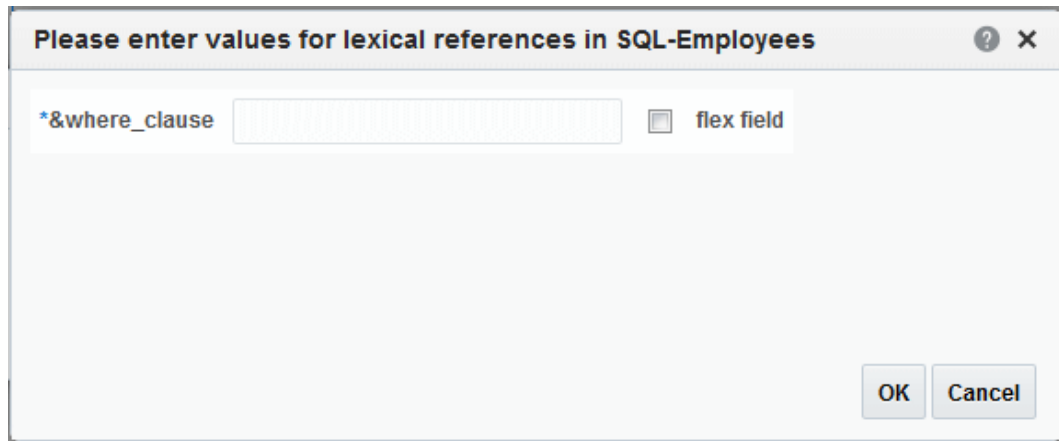 Please enter values for lexical references in SQL-Employees ?
*&where_clause flex field
OK Cancel